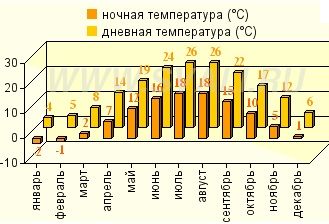 ночная температура (°C)
дневная температура (°C)
30
20
10
0
-10
4 5 8 14 19 24 26 26 22 17 12 6
2 -1 2 7 12 16 18 18 15 10 5 1
январь
февраль
март
апрель
май
июнь
июль
август
сентябрь
октябрь
ноябрь
декабрь